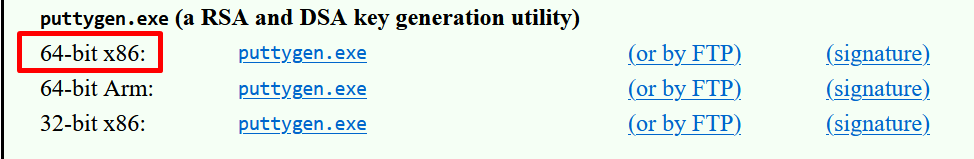 puttygen.exe (a RSA and DSA key generation utility)
64-bit x86: puttygen.exe (or by FTP) (signature)
64-bit Arm: puttygen.exe (or by FTP) (signature)
32-bit x86: puttygen.exe (or by FTP) (signature)